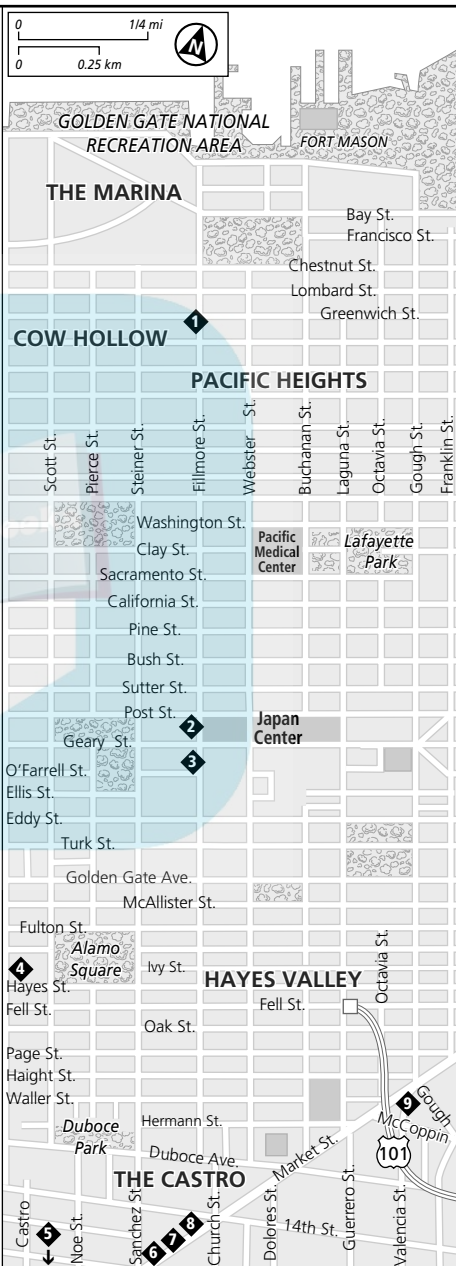 0 1/4 mi
N
0 0.25 km
GOLDEN GATE NATIONAL
RECREATION AREA
FORT MASON
THE MARINA
Bay St.
Francisco St.
Chestnut St.
Lombard St.
Greenwich St.
1
COW HOLLOW
PACIFIC HEIGHTS
Scott St.
Pierce St.
Steiner St.
Fillmore St.
Webster St.
Buchanan St.
Laguna St.
Octavia St.
Gough St.
Franklin St.
Washington St.
Clay St.
Pacific
Medical
Center
Lafayette
Park
Sacramento St.
California St.
Pine St.
Bush St.
Sutter St.
Post St.
2
Japan
Center
Geary St.
3
O'Farrell St.
Ellis St.
Eddy St.
Turk St.
Golden Gate Ave.
McAllister St.
Fulton St.
Alamo
Square
4
Ivy St.
HAYES VALLEY
Octavia St.
Hayes St.
Fell St.
Fell St.
Oak St.
Page St.
Haight St.
Waller St.
9
Gough
McCoppin
Hermann St.
Duboce
Park
Duboce Ave.
Market St.
101
THE CASTRO
Castro
5
Noe St.
Sanchez St.
6
7
8
Church St.
Dolores St.
14th St.
Guerrero St.
Valencia St.